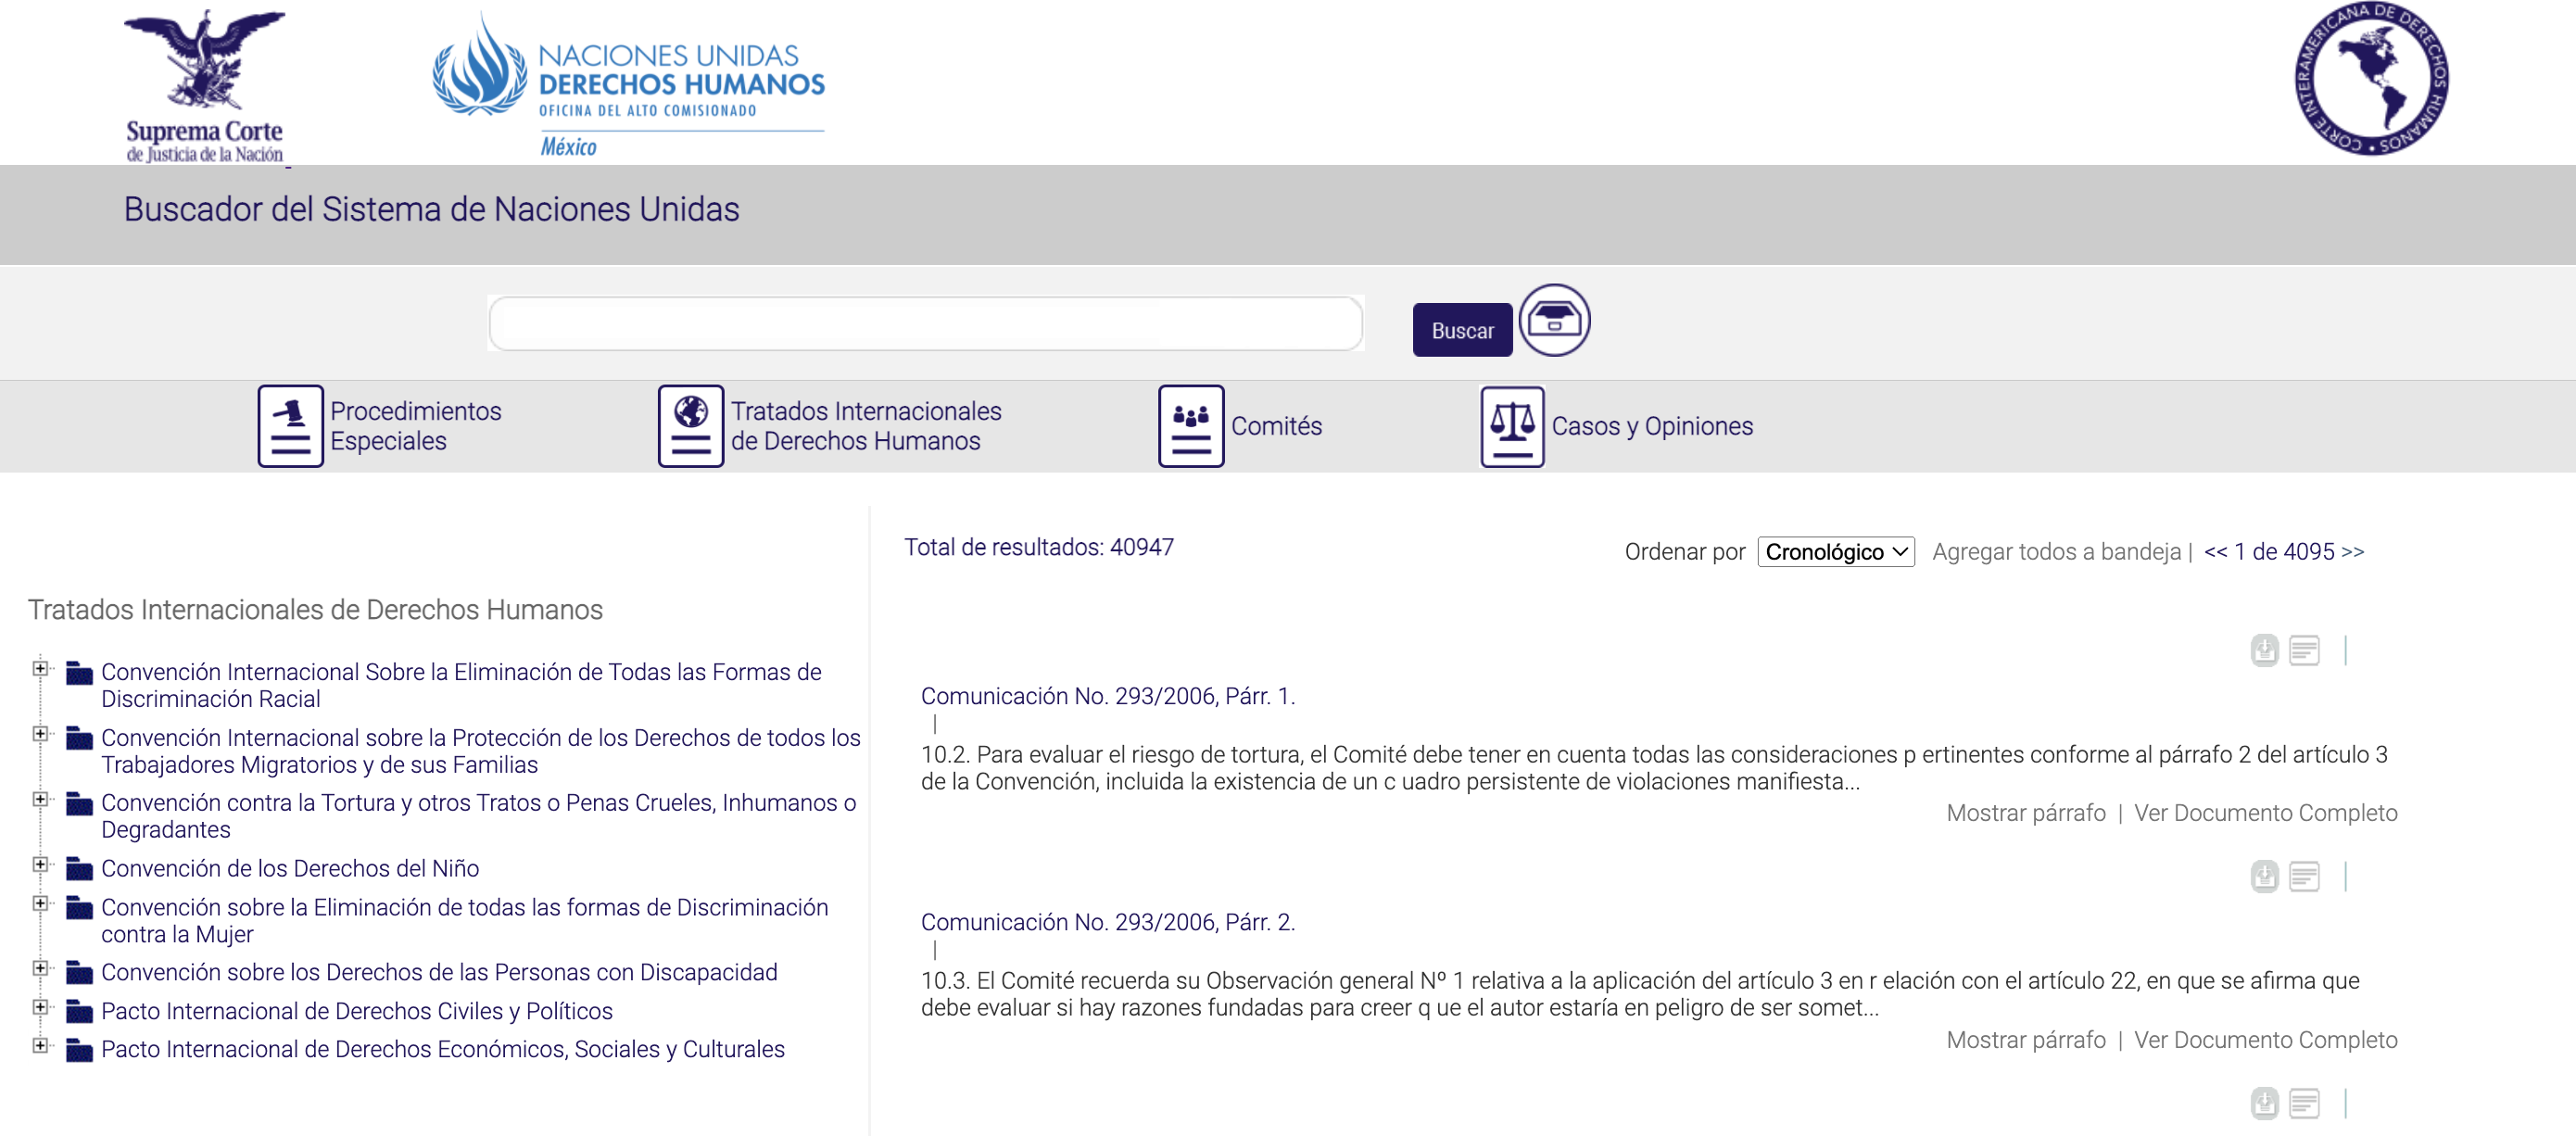 Suprema Corte
de Justicia de la Nación
NACIONES UNIDAS
DERECHOS HUMANOS
OFICINA DEL ALTO COMISIONADO
México
CORTE INTERAMERICANA DE DERECHOS HUMANOS •
Buscador del Sistema de Naciones Unidas
Buscar
Procedimientos
Especiales
Tratados Internacionales
de Derechos Humanos
Comités
Casos y Opiniones
Tratados Internacionales de Derechos Humanos
Convención Internacional Sobre la Eliminación de Todas las Formas de
Discriminación Racial
Convención Internacional sobre la Protección de los Derechos de todos los
Trabajadores Migratorios y de sus Familias
Convención contra la Tortura y otros Tratos o Penas Crueles, Inhumanos o
Degradantes
Convención de los Derechos del Niño
Convención sobre la Eliminación de todas las formas de Discriminación
contra la Mujer
Convención sobre los Derechos de las Personas con Discapacidad
Pacto Internacional de Derechos Civiles y Políticos
Pacto Internacional de Derechos Económicos, Sociales y Culturales
Total de resultados: 40947
Ordenar por Cronológico Agregar todos a bandeja | << 1 de 4095 >>
Comunicación No. 293/2006, Párr. 1.
|
10.2. Para evaluar el riesgo de tortura, el Comité debe tener en cuenta todas las consideraciones p ertinentes conforme al párrafo 2 del artículo 3
de la Convención, incluida la existencia de un c uadro persistente de violaciones manifiesta...
Mostrar párrafo | Ver Documento Completo
Comunicación No. 293/2006, Párr. 2.
|
10.3. El Comité recuerda su Observación general Nº 1 relativa a la aplicación del artículo 3 en r elación con el artículo 22, en que se afirma que
debe evaluar si hay razones fundadas para creer q ue el autor estaría en peligro de ser somet...
Mostrar párrafo | Ver Documento Completo